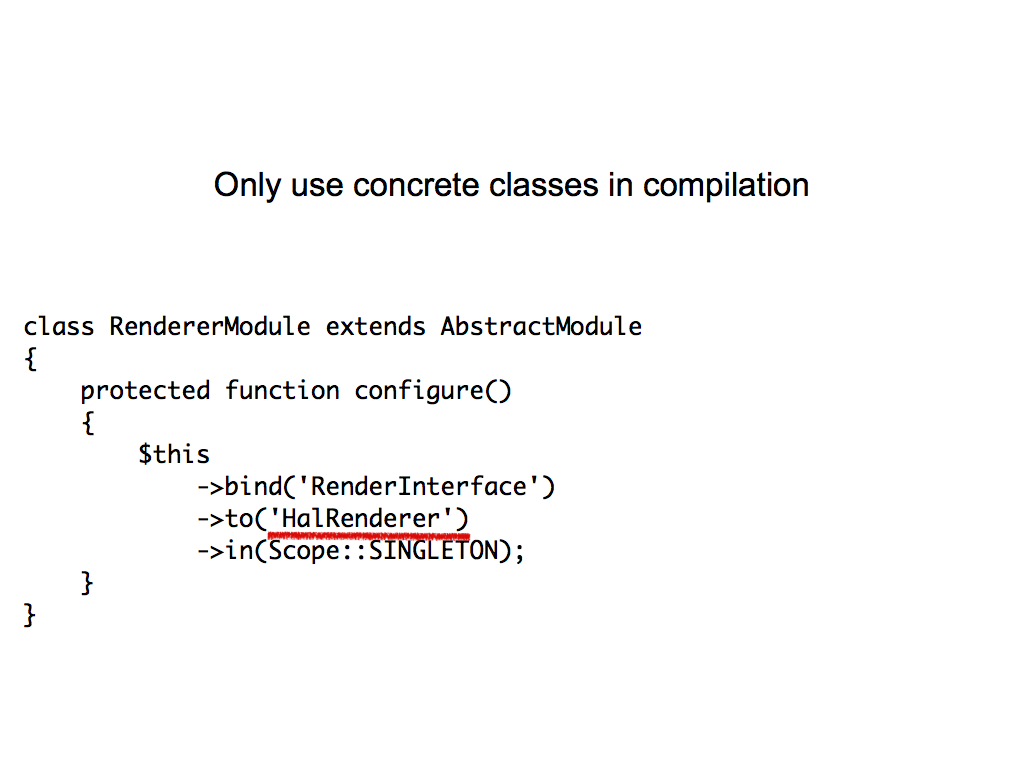 Only use concrete classes in compilation
class RendererModule extends AbstractModule
{
    protected function configure()
    {
        $this
            ->bind('RenderInterface')
            ->to('HalRenderer')
            ->in(Scope::SINGLETON);
    }
}